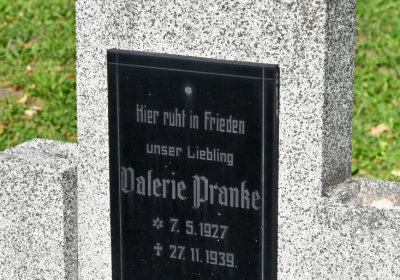 Hier ruht in Frieden
unser Liebling
Valerie Pranke
* 7. 5. 1927
✝ 27. 11. 1939.